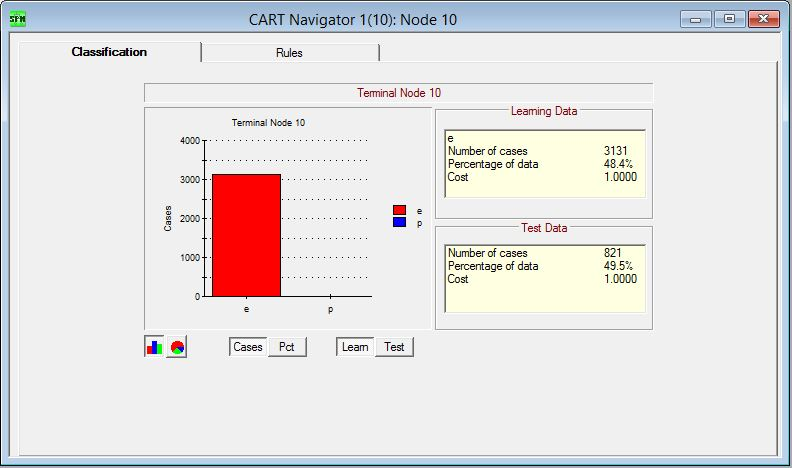 SPM
CART Navigator 1(10): Node 10
Classification
Rules
Terminal Node 10
Terminal Node 10
4000
3000
2000
1000
0
Cases
e
p
e
p
Learning Data
e
Number of cases 3131
Percentage of data 48.4%
Cost 1.0000
Test Data
Number of cases 821
Percentage of data 49.5%
Cost 1.0000
Cases
Pct
Learn
Test